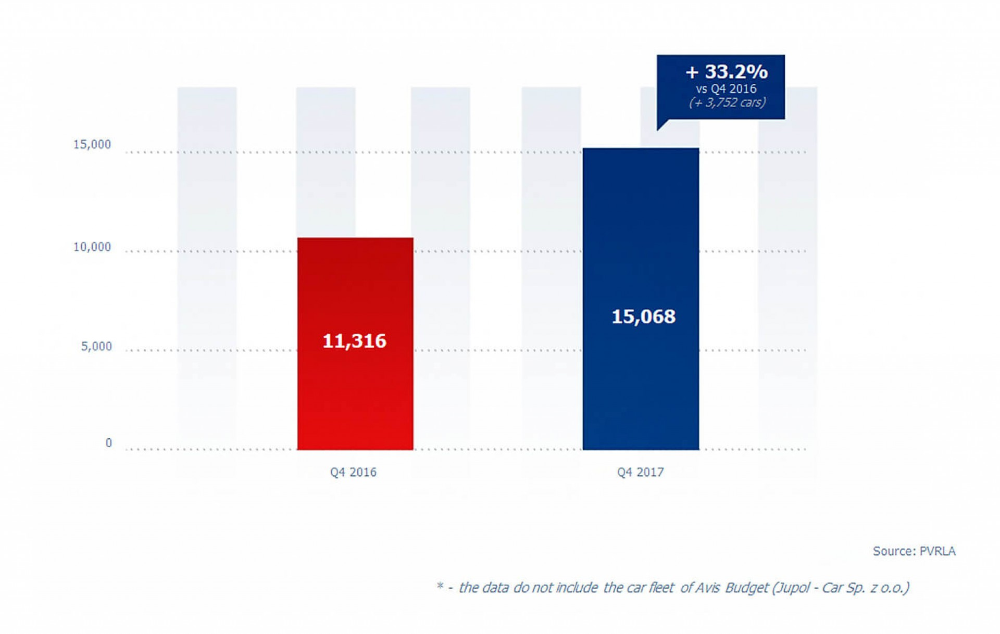 + 33.2%
vs Q4 2016
(+ 3,752 cars)
15,000
10,000
5,000
0
11,316
15,068
Q4 2016
Q4 2017
Source: PVRLA
* - the data do not include the car fleet of Avis Budget (Jupol - Car Sp. z o.o.)